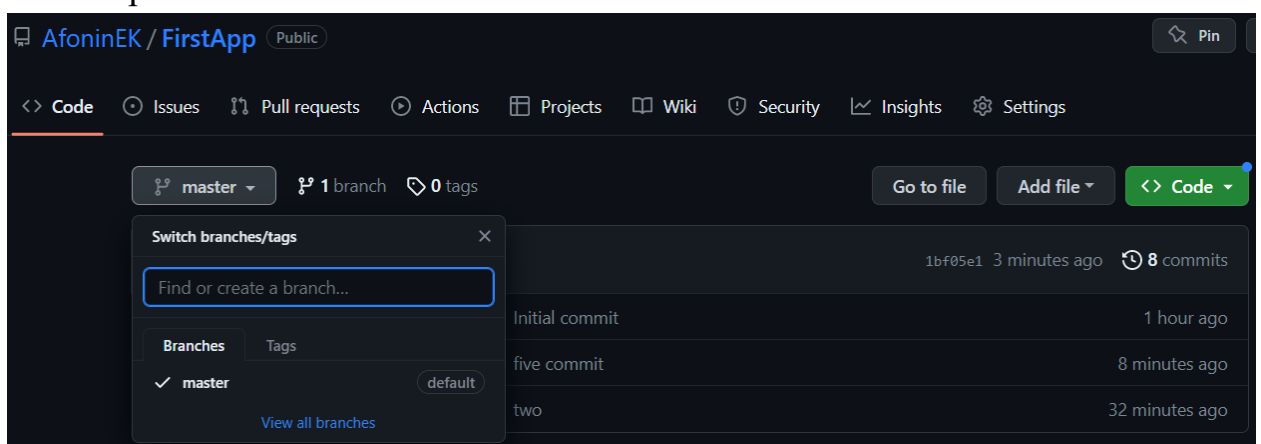 AfoninEK / FirstApp Public Pin
Code Issues Pull requests Actions Projects Wiki Security Insights Settings
master 1 branch 0 tags Go to file Add file Code
Switch branches/tags
1bf05e1 3 minutes ago 8 commits
Find or create a branch...
Initial commit 1 hour ago
Branches Tags
five commit 8 minutes ago
master default
two 32 minutes ago
View all branches